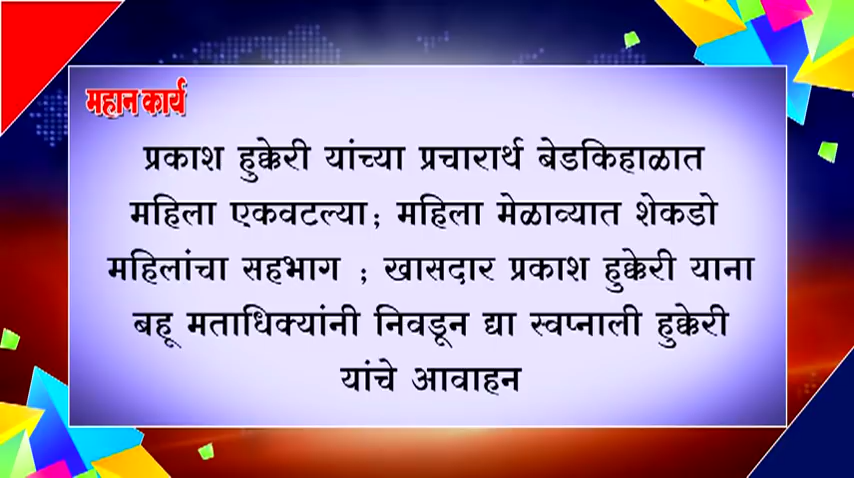 महान कार्य
प्रकाश हुक्केरी यांच्या प्रचारार्थ बेडकिहाळात
महिला एकवटल्या; महिला मेळाव्यात शेकडो
महिलांचा सहभाग ; खासदार प्रकाश हुक्केरी याना
बहू मताधिक्यांनी निवडून द्या स्वप्नाली हुक्केरी
यांचे आवाहन